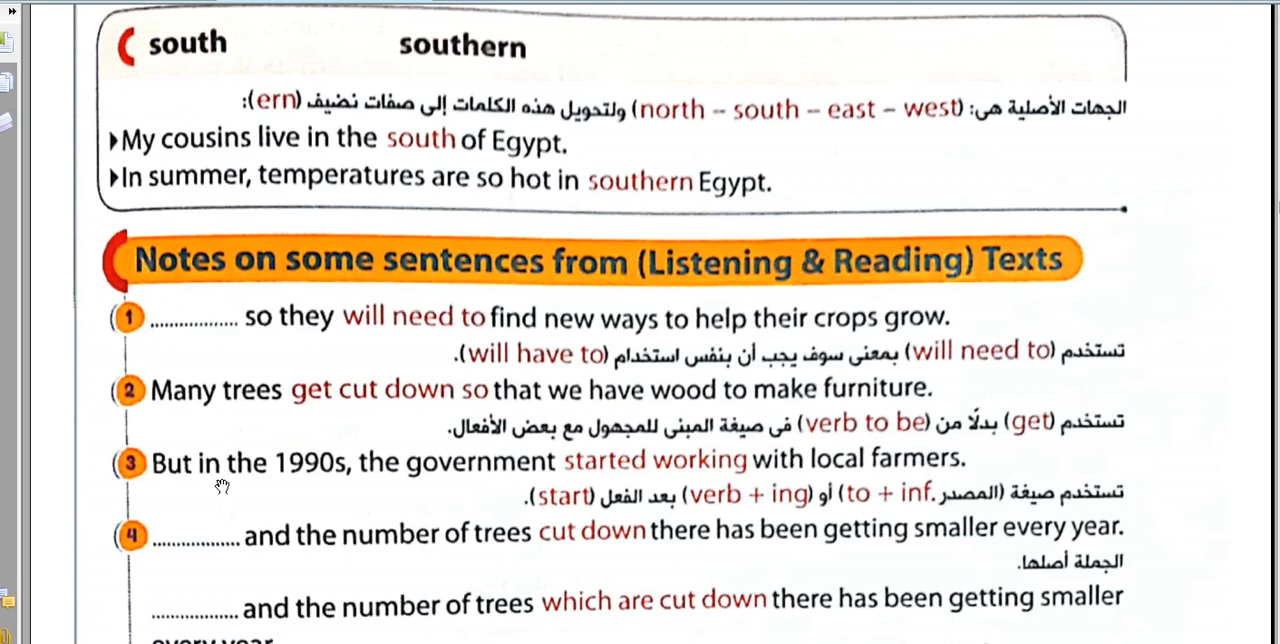 south southern
الجهات الأصلية هى: (north – south – east – west) ولتحويل هذه الكلمات إلى صفات نضيف (ern):
My cousins live in the south of Egypt.
In summer, temperatures are so hot in southern Egypt.
Notes on some sentences from (Listening & Reading) Texts
1 .................. so they will need to find new ways to help their crops grow.
تستخدم (will need to) بمعنى سوف يجب أن بنفس استخدام (will have to).
2 Many trees get cut down so that we have wood to make furniture.
تستخدم (get) بدلًا من (verb to be) فى صيغة المبنى للمجهول مع بعض الأفعال.
3 But in the 1990s, the government started working with local farmers.
تستخدم صيغة (المصدر to + inf.) أو (verb + ing) بعد الفعل (start).
4 .................. and the number of trees cut down there has been getting smaller every year.
الجملة أصلها.
.................. and the number of trees which are cut down there has been getting smaller
every year